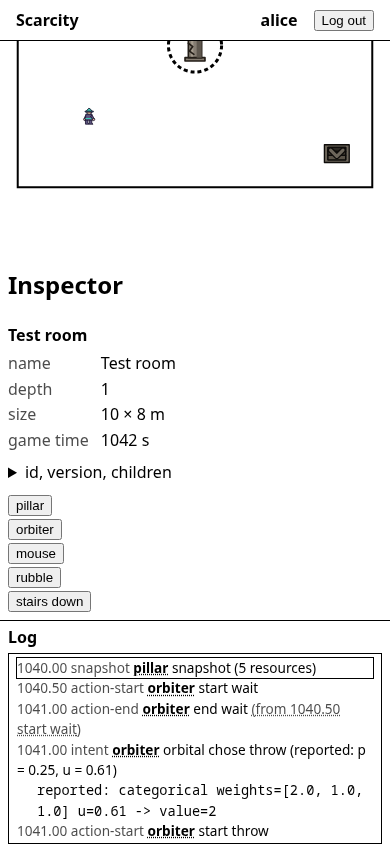 Scarcity alice Log out
Inspector
Test room
name Test room
depth 1
size 10 × 8 m
game time 1042 s
▶ id, version, children
pillar
orbiter
mouse
rubble
stairs down
Log
1040.00 snapshot pillar snapshot (5 resources)
1040.50 action-start orbiter start wait
1041.00 action-end orbiter end wait (from 1040.50
start wait)
1041.00 intent orbiter orbital chose throw (reported: p
= 0.25, u = 0.61)
reported: categorical weights=[2.0, 1.0,
1.0] u=0.61 -> value=2
1041.00 action-start orbiter start throw